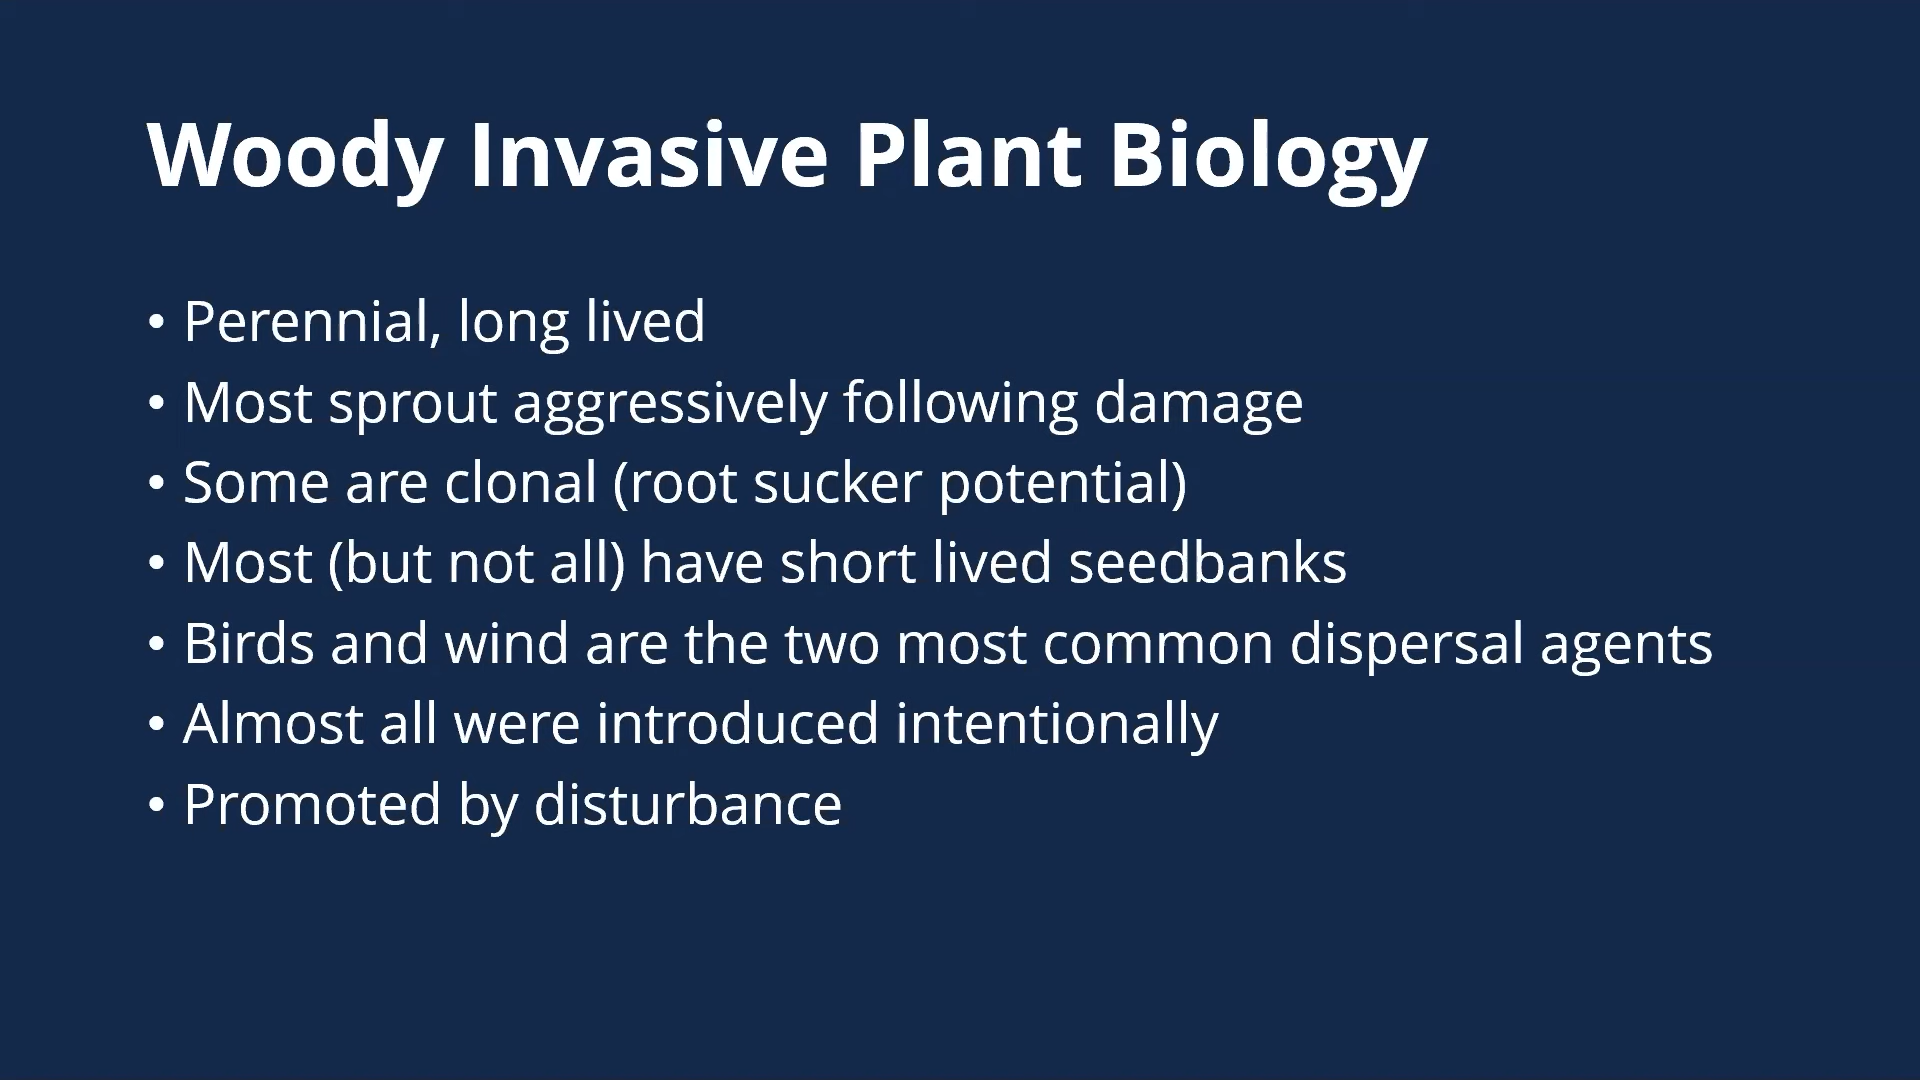 Woody Invasive Plant Biology
• Perennial, long lived
• Most sprout aggressively following damage
• Some are clonal (root sucker potential)
• Most (but not all) have short lived seedbanks
• Birds and wind are the two most common dispersal agents
• Almost all were introduced intentionally
• Promoted by disturbance